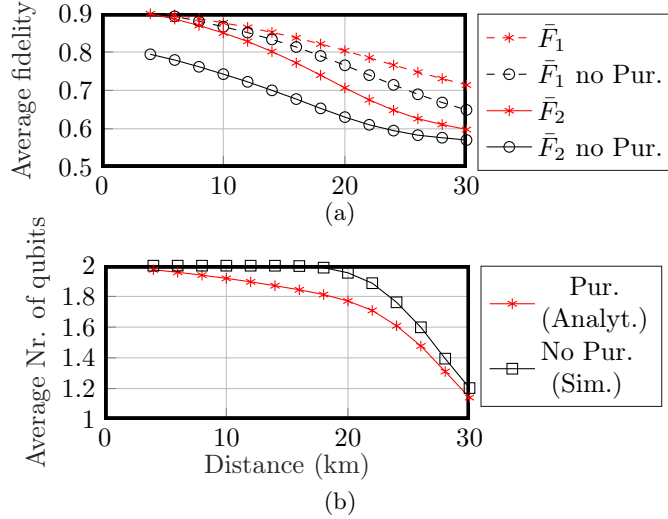 Average fidelity
0.9
0.8
0.7
0.6
0.5
0
10
20
30
F̄₁
F̄₁ no Pur.
F̄₂
F̄₂ no Pur.
(a)
Average Nr. of qubits
2
1.8
1.6
1.4
1.2
1
0
10
20
30
Distance (km)
Pur.
(Analyt.)
No Pur.
(Sim.)
(b)